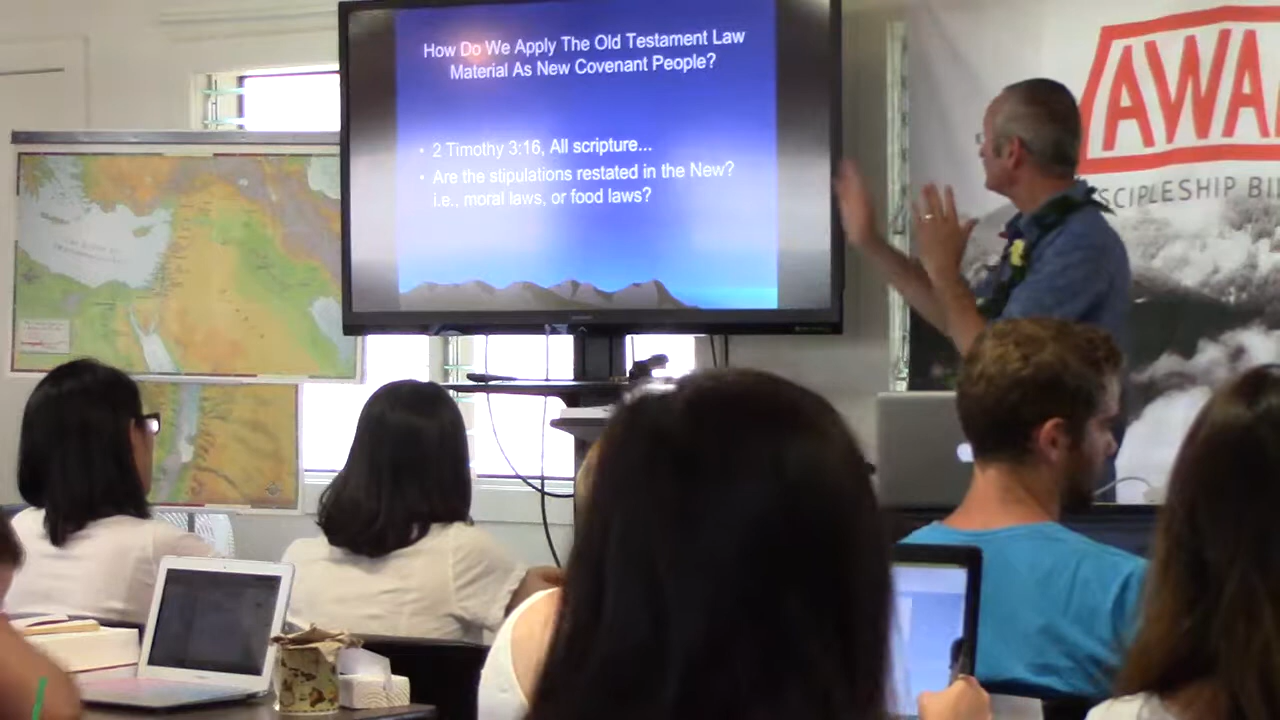 How Do We Apply The Old Testament Law
Material As New Covenant People?
• 2 Timothy 3:16, All scripture...
• Are the stipulations restated in the New?
i.e., moral laws, or food laws?
AWA
SCIPLESHIP BI